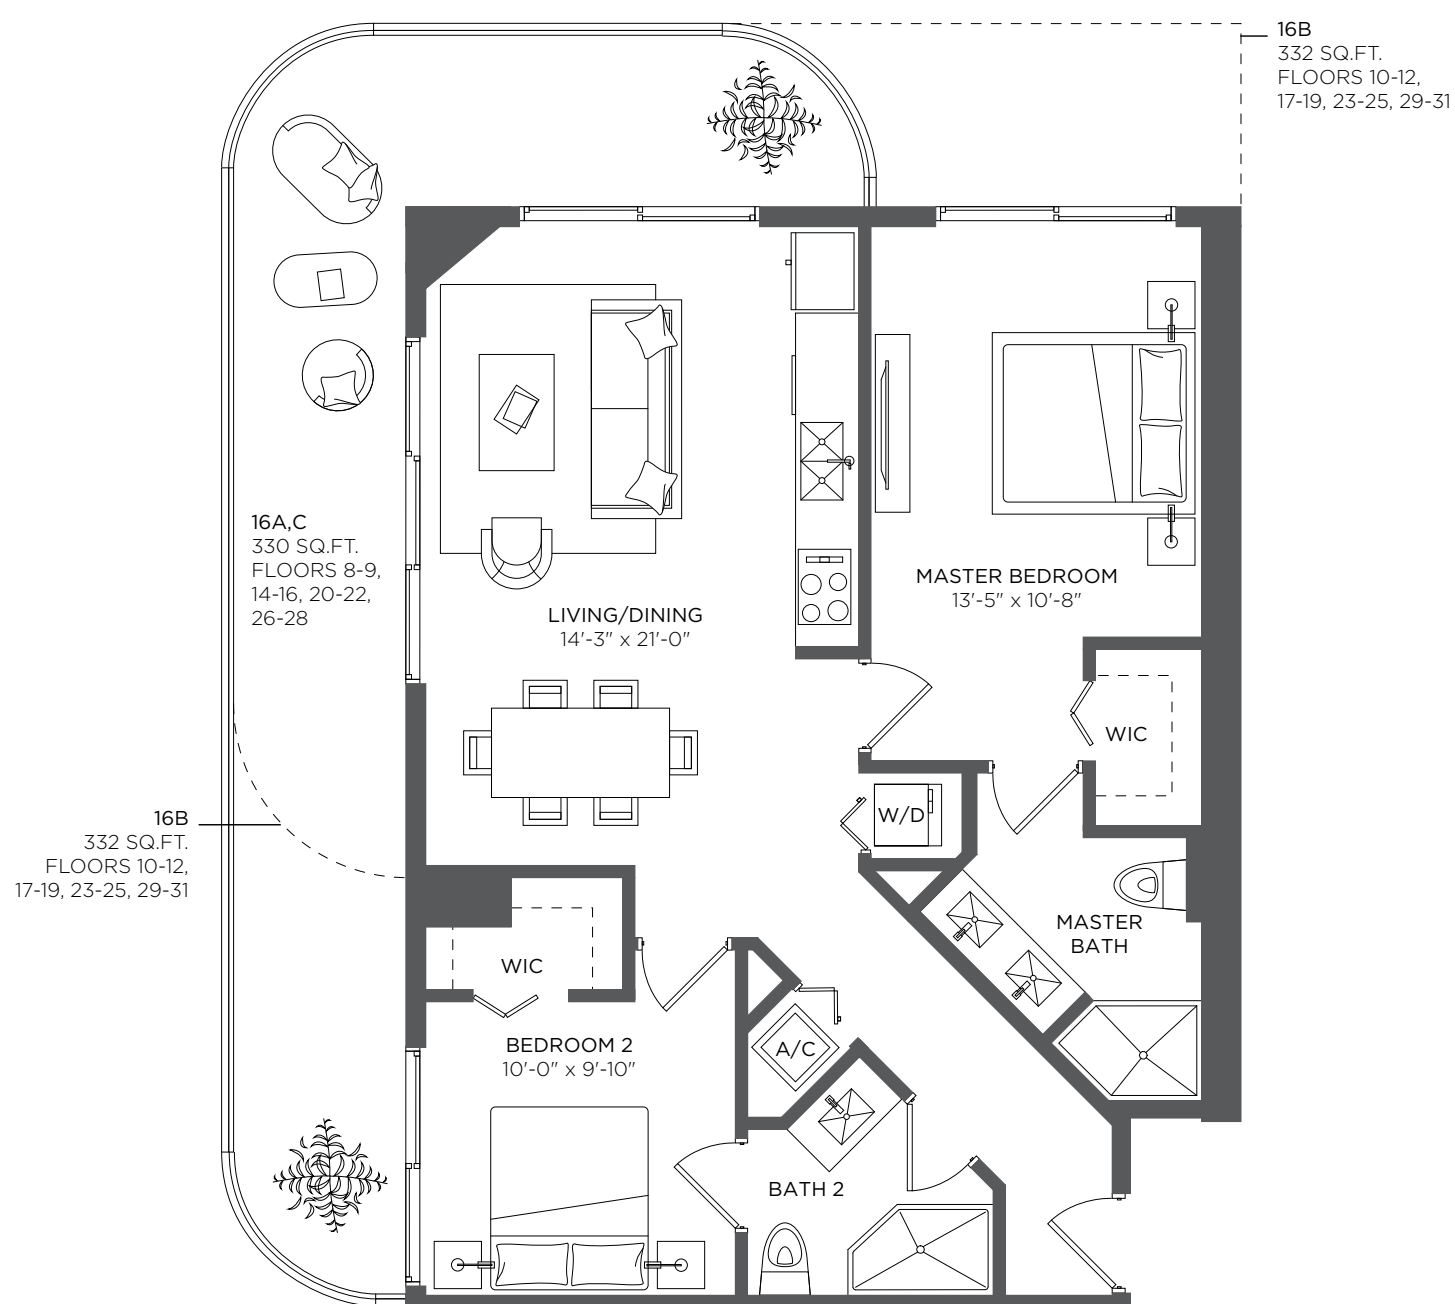 16B
332 SQ.FT.
FLOORS 10-12,
17-19, 23-25, 29-31
16A,C
330 SQ.FT.
FLOORS 8-9,
14-16, 20-22,
26-28
LIVING/DINING
14'-3" x 21'-0"
MASTER BEDROOM
13'-5" x 10'-8"
WIC
W/D
16B
332 SQ.FT.
FLOORS 10-12,
17-19, 23-25, 29-31
MASTER
BATH
WIC
BEDROOM 2
10'-0" x 9'-10"
A/C
BATH 2